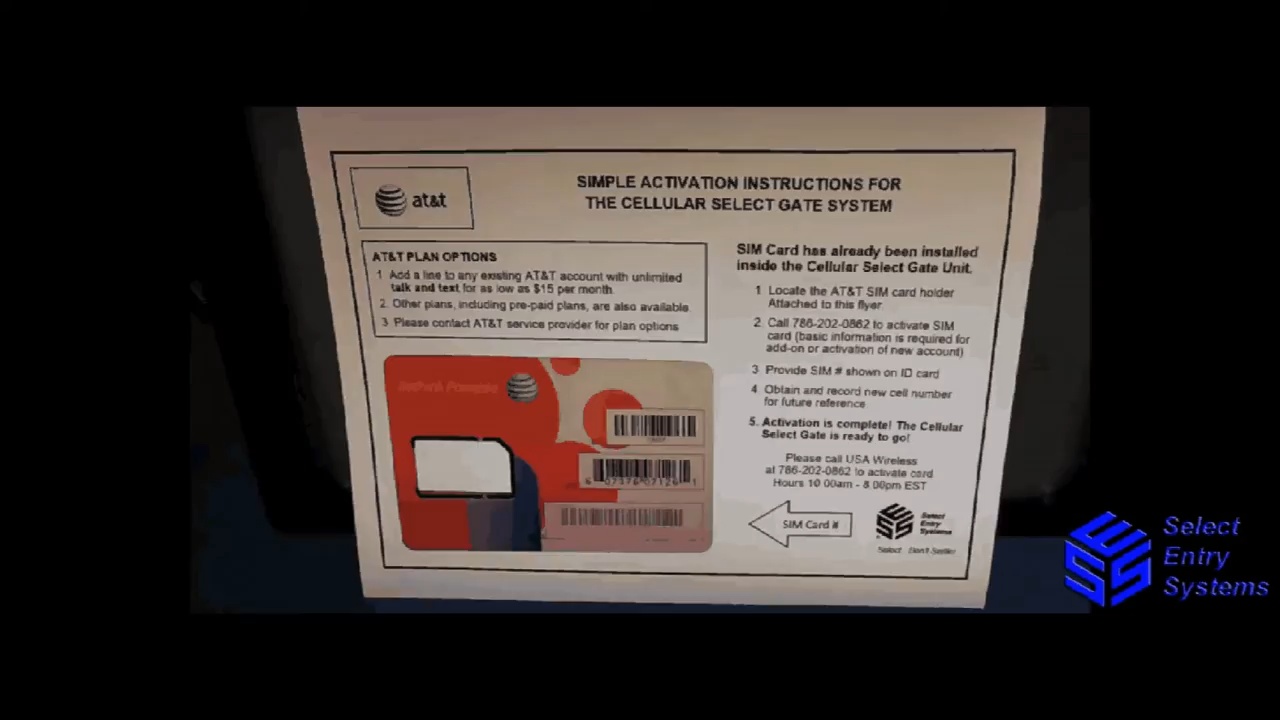 at&t
SIMPLE ACTIVATION INSTRUCTIONS FOR
THE CELLULAR SELECT GATE SYSTEM
AT&T PLAN OPTIONS
1 Add a line to any existing AT&T account with unlimited
talk and text for as low as $15 per month.
2. Other plans, including pre-paid plans, are also available.
3 Please contact AT&T service provider for plan options
SIM Card has already been installed
inside the Cellular Select Gate Unit.
1. Locate the AT&T SIM card holder
Attached to this flyer.
2. Call 786-202-0862 to activate SIM
card (basic information is required for
add-on or activation of new account)
3 Provide SIM # shown on ID card
4. Obtain and record new cell number
for future reference.
5. Activation is complete! The Cellular
Select Gate is ready to go!
Please call USA Wireless
at 786-202-0862 to activate card.
Hours 10:00am - 8:00pm EST
SIM Card #
Select
Entry
Systems
Select
Entry
Systems